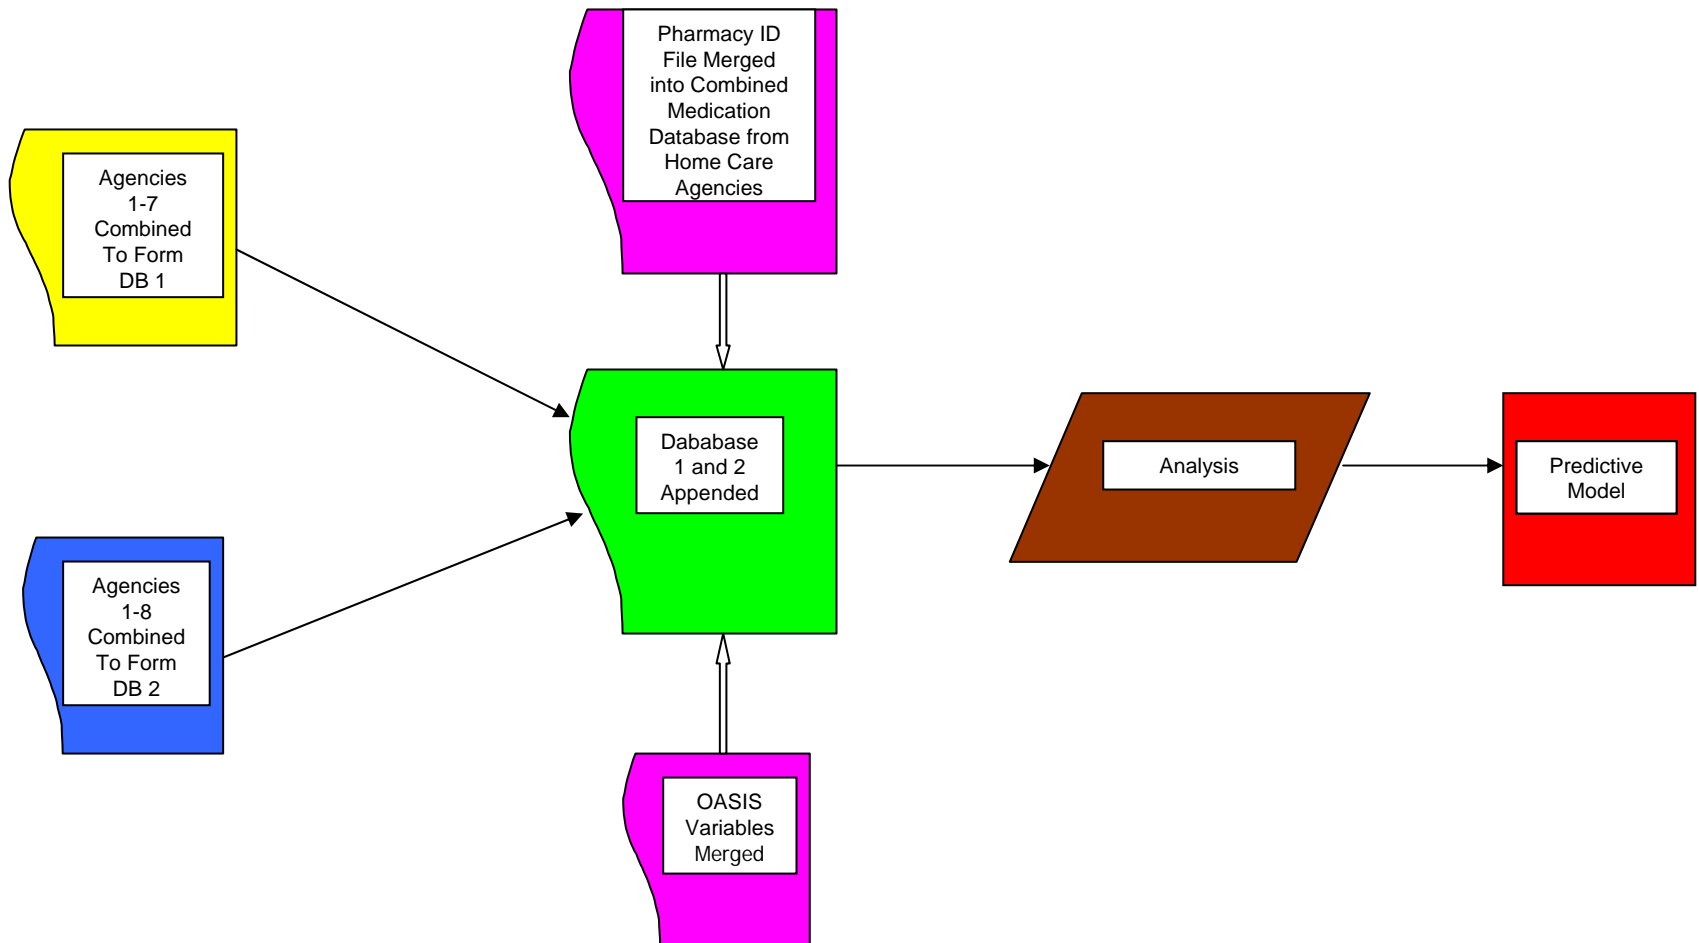 Pharmacy ID
File Merged
into Combined
Medication
Database from
Home Care
Agencies
Agencies
1-7
Combined
To Form
DB 1
Dababase
1 and 2
Appended
Analysis
Predictive
Model
Agencies
1-8
Combined
To Form
DB 2
OASIS
Variables
Merged